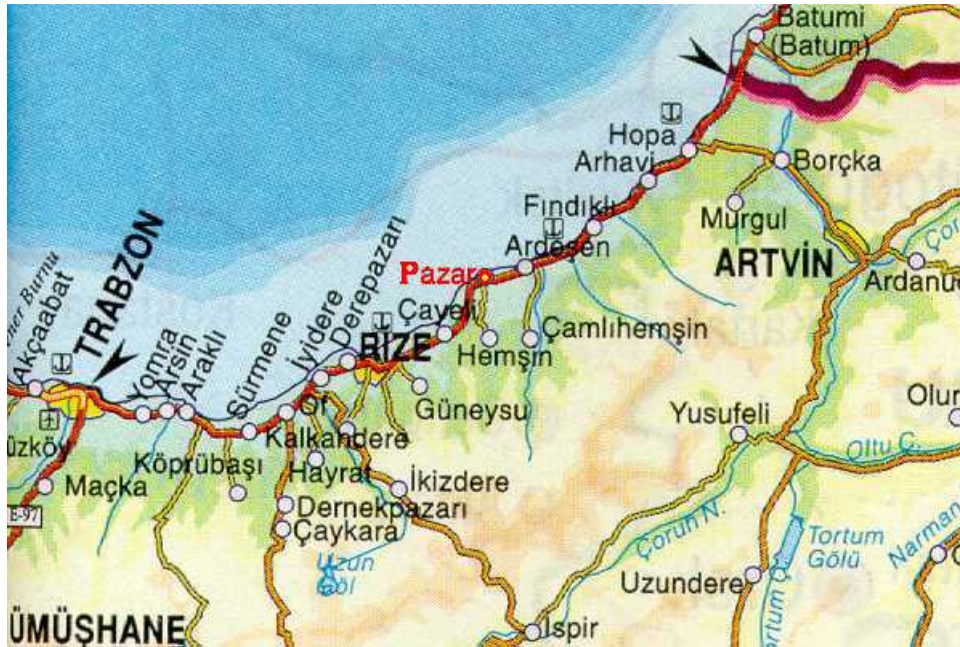 Batumi
(Batum)
Hopa
Arhavi
Borçka
Fındıklı
Murgul
Ardeşen
ARTVİN
Pazar
Çayeli
Hemşin
Çamlıhemşin
TRABZON
Akçaabat
Yomra
Arsin
Araklı
Sürmene
İyidere
Derepazarı
RİZE
Güneysu
Of
Kalkandere
Hayrat
Köprübaşı
Maçka
İkizdere
Dernekpazarı
Çaykara
E-97
Uzun
Göl
Yusufeli
Oltu Ç.
Çoruh N.
Tortum
Gölü
Uzundere
İspir